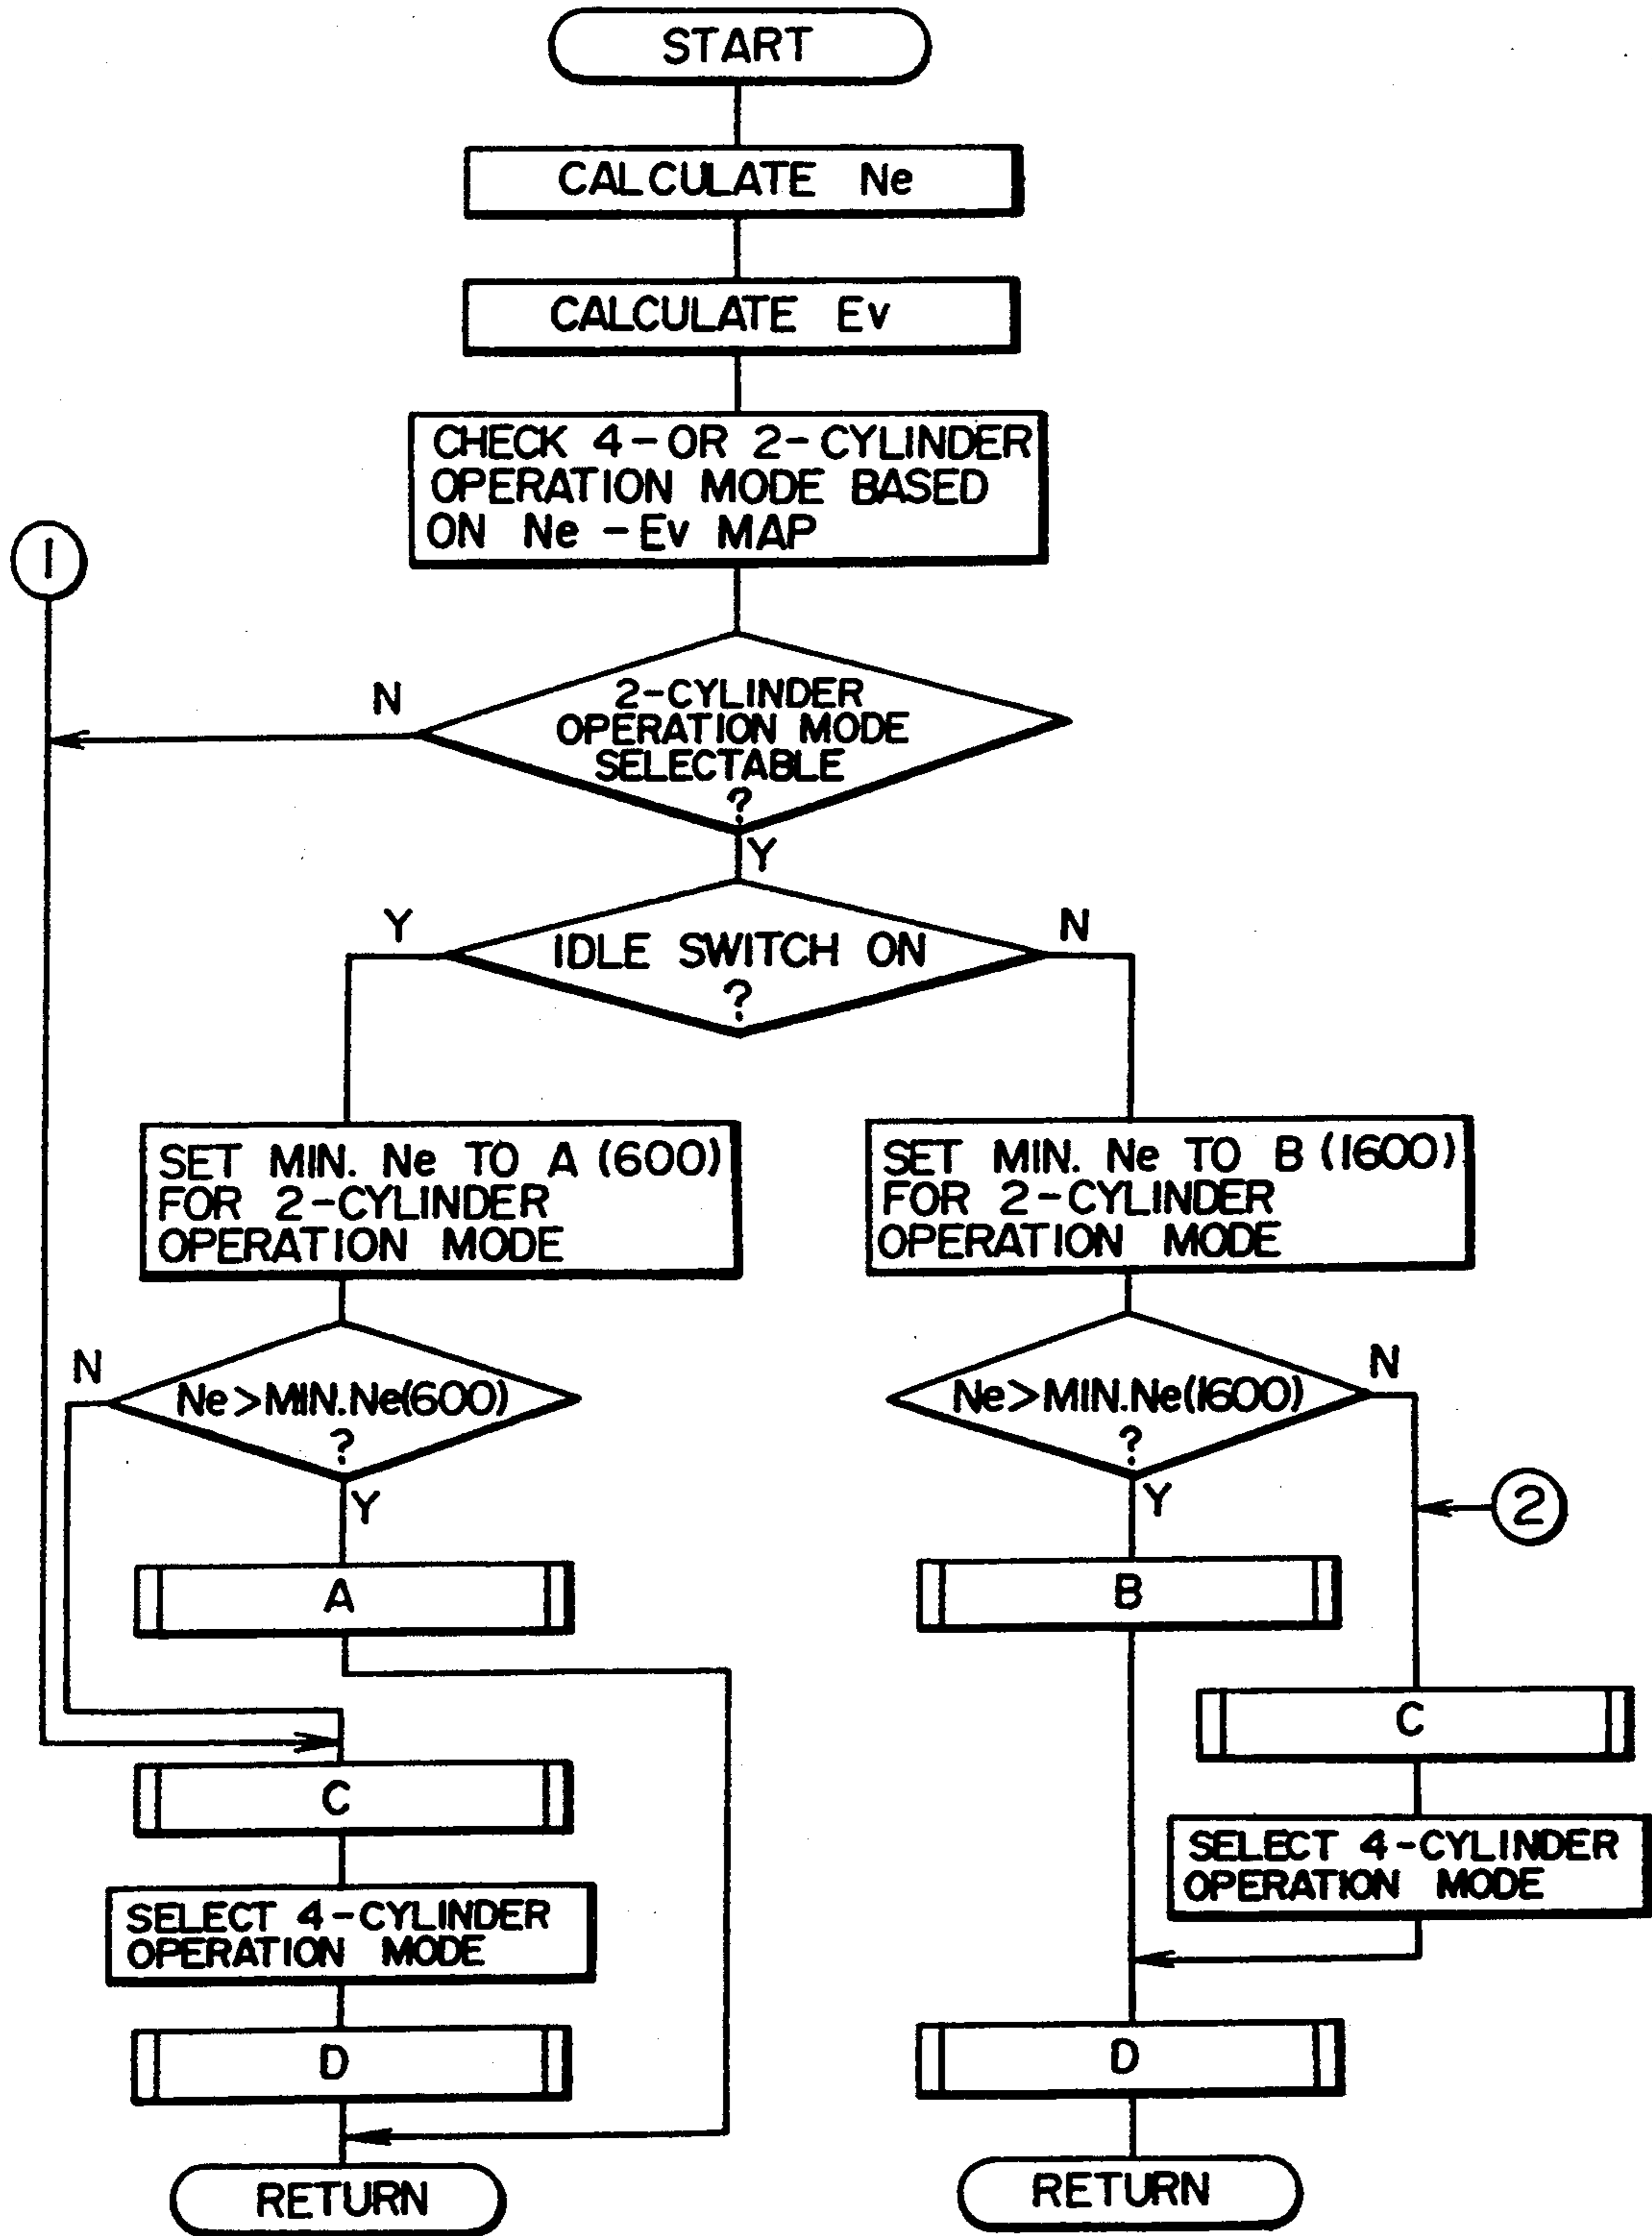 START
CALCULATE Ne
CALCULATE Ev
CHECK 4-OR 2-CYLINDER
OPERATION MODE BASED
ON Ne-Ev MAP
1
N
2-CYLINDER
OPERATION MODE
SELECTABLE
?
Y
Y
IDLE SWITCH ON
?
N
SET MIN. Ne TO A (600)
FOR 2-CYLINDER
OPERATION MODE
SET MIN. Ne TO B (1600)
FOR 2-CYLINDER
OPERATION MODE
N
Ne>MIN.Ne(600)
?
Y
Ne>MIN.Ne(1600)
?
N
Y
2
A
B
C
C
SELECT 4-CYLINDER
OPERATION MODE
SELECT 4-CYLINDER
OPERATION MODE
D
D
RETURN
RETURN